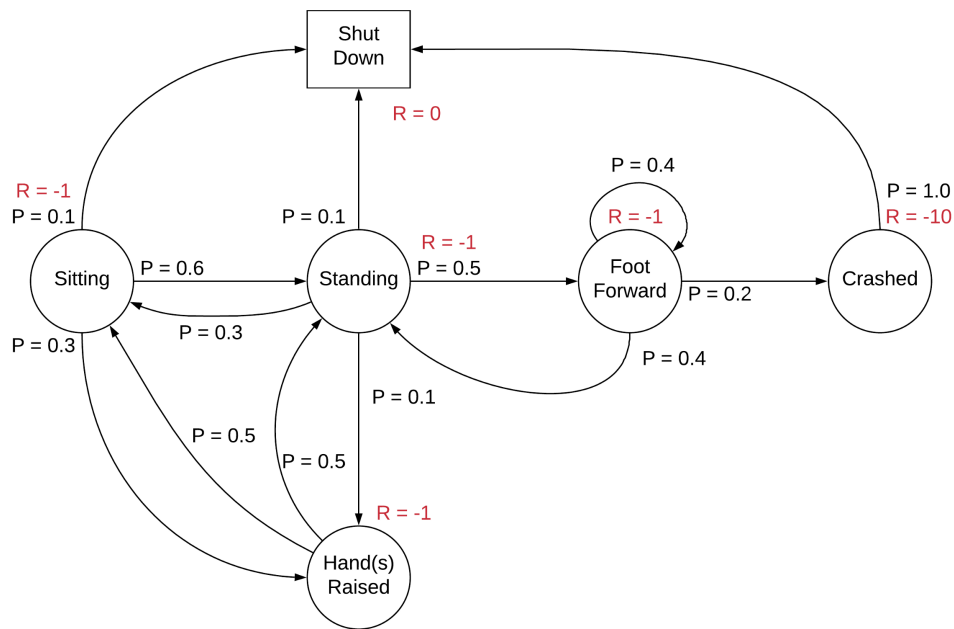 Shut
Down
R = 0
P = 0.4
R = -1
P = 0.1
P = 0.1
R = -1
P = 1.0
R = -10
R = -1
P = 0.5
Sitting
P = 0.6
Standing
Foot
Forward
P = 0.2
Crashed
P = 0.3
P = 0.3
P = 0.4
P = 0.1
P = 0.5
P = 0.5
R = -1
Hand(s)
Raised